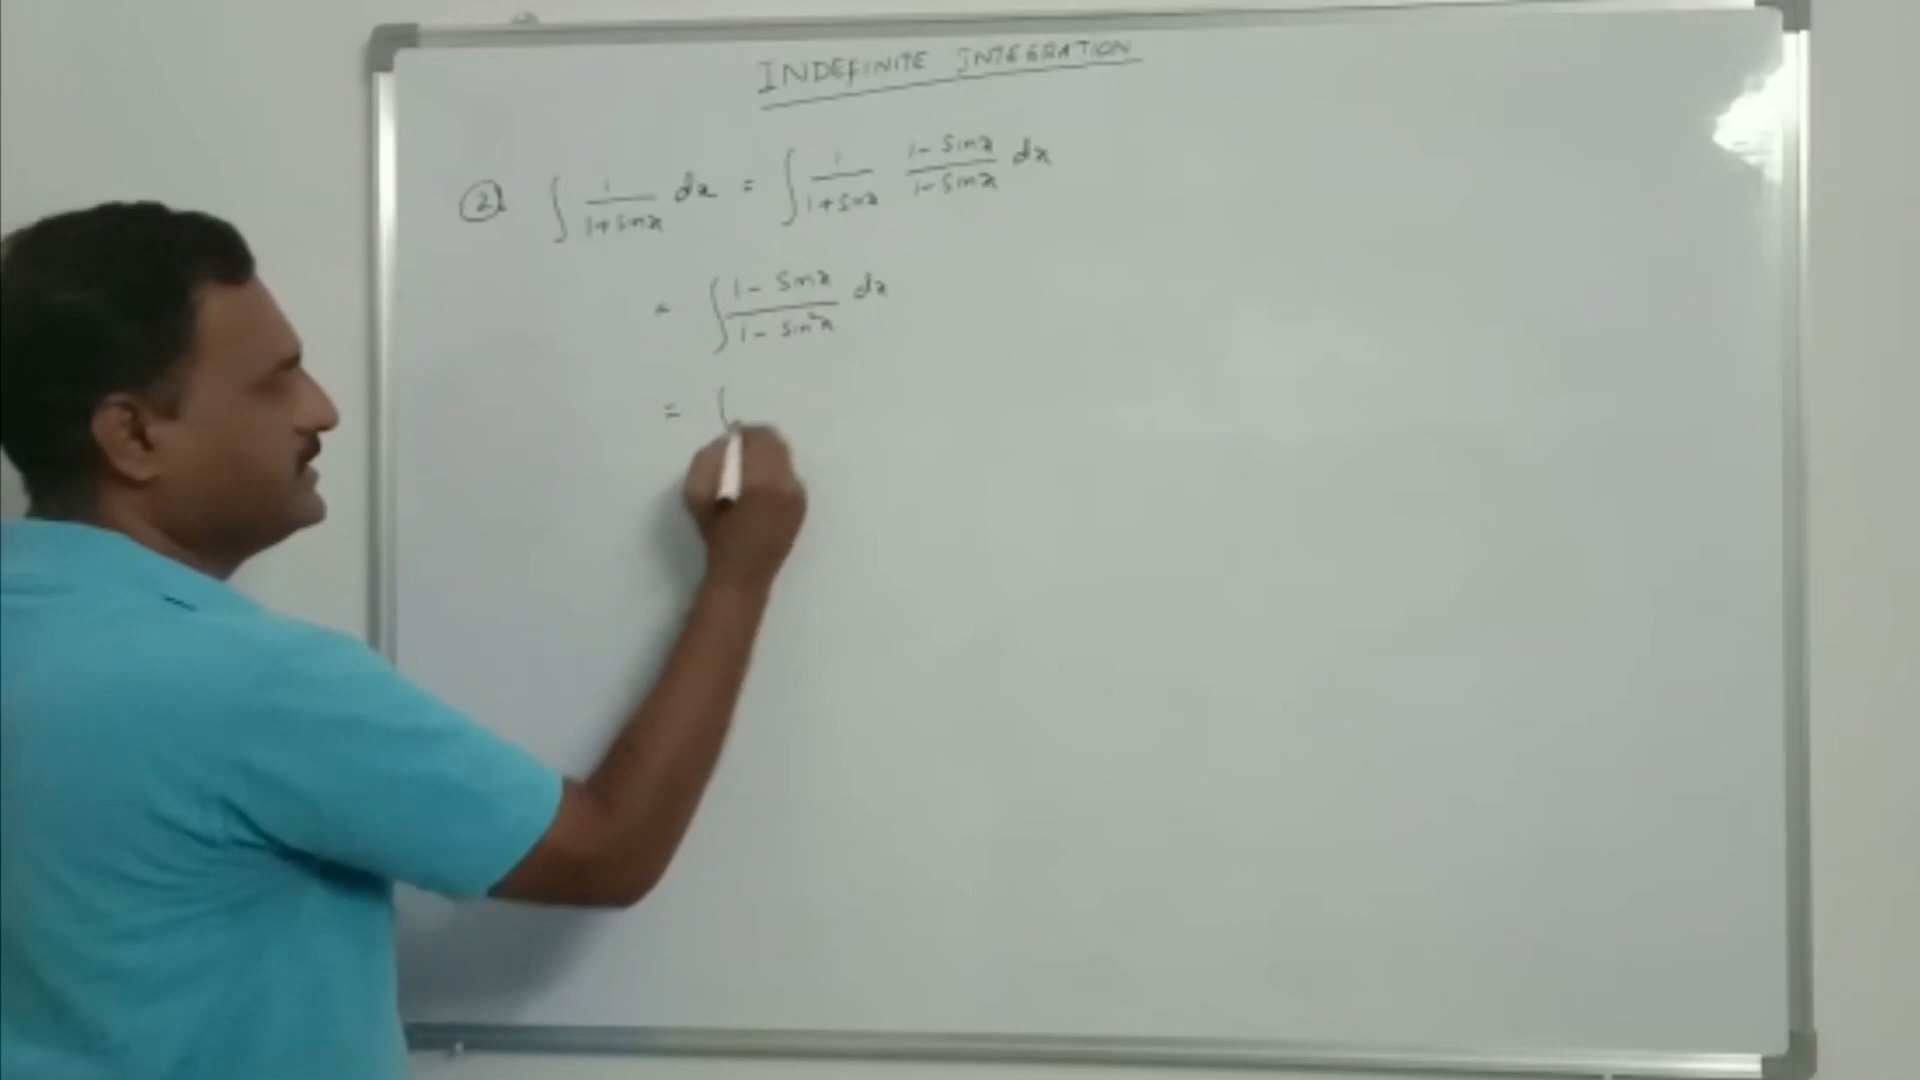 INDEFINITE INTEGRATION
② ∫ 1/(1+sinx) dx = ∫ 1/(1+sinx) (1-sinx)/(1-sinx) dx
= ∫ (1-sinx)/(1-sin²x) dx
= ∫